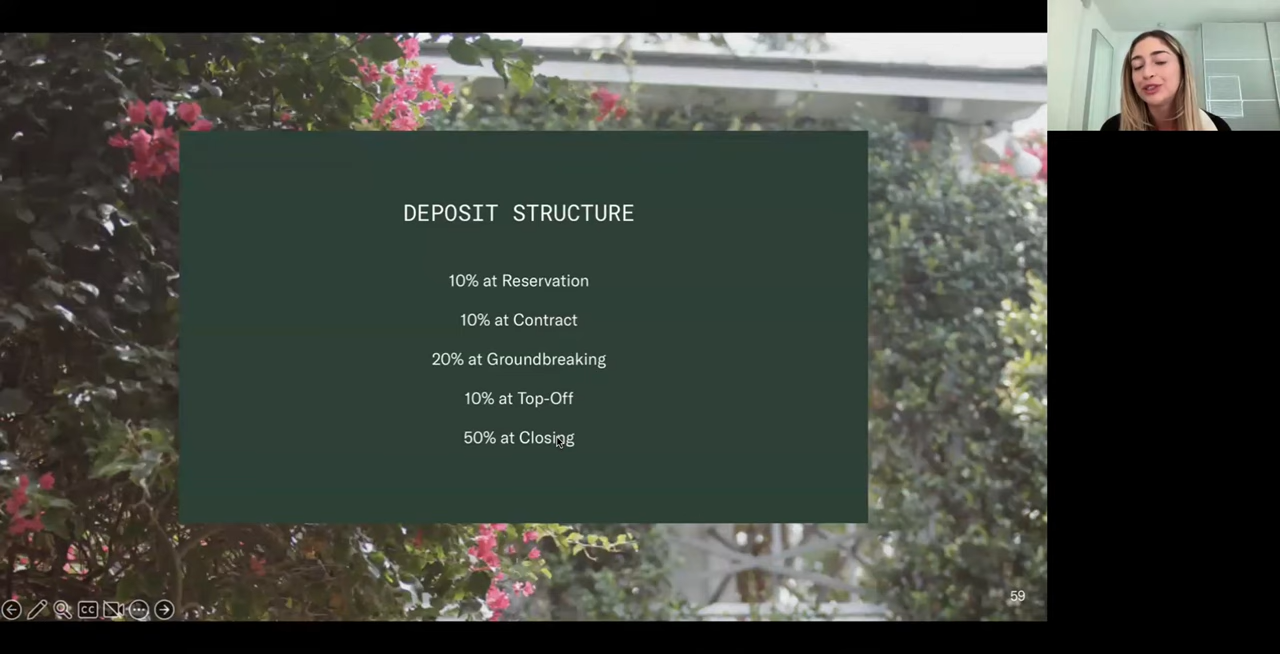 DEPOSIT STRUCTURE
10% at Reservation
10% at Contract
20% at Groundbreaking
10% at Top-Off
50% at Closing
59
CC